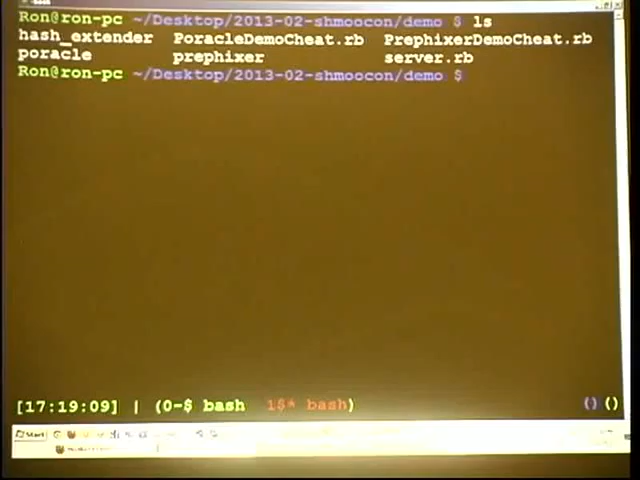 Ron@ron-pc ~/Desktop/2013-02-shmoocon/demo $ ls
hash_extender PoracleDemoCheat.rb PrephixerDemoCheat.rb
poracle prephixer server.rb
Ron@ron-pc ~/Desktop/2013-02-shmoocon/demo $
[17:19:09] | (0-$ bash 1$* bash) () ()
Start